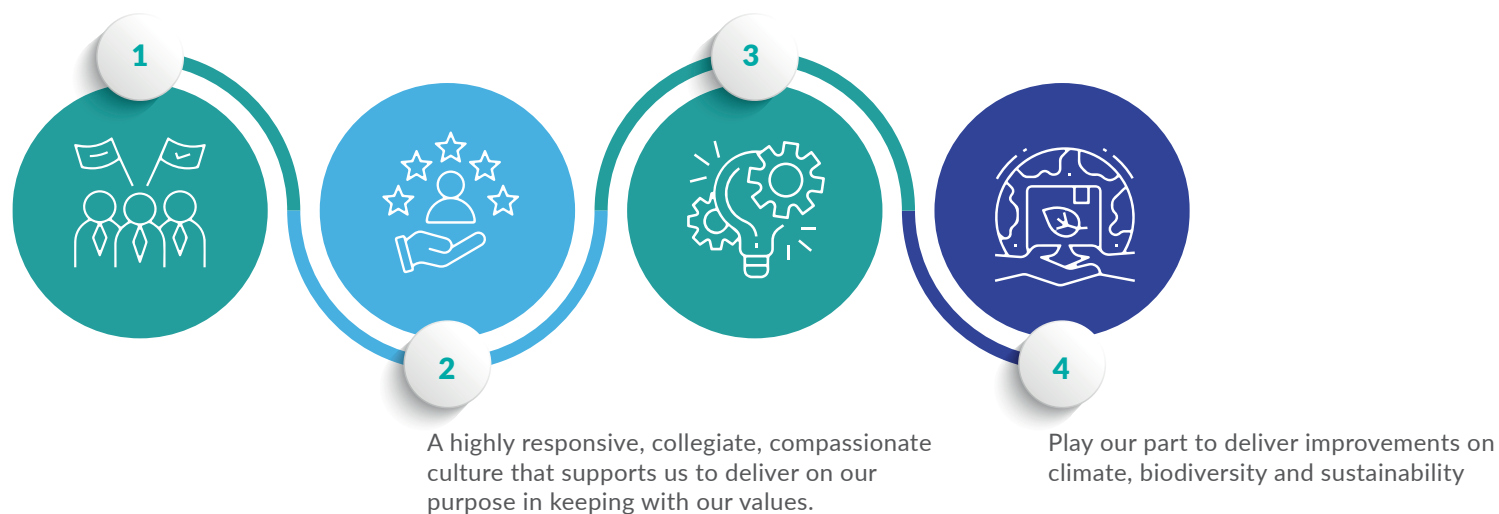 1
3
2
4
A highly responsive, collegiate, compassionate
culture that supports us to deliver on our
purpose in keeping with our values.
Play our part to deliver improvements on
climate, biodiversity and sustainability